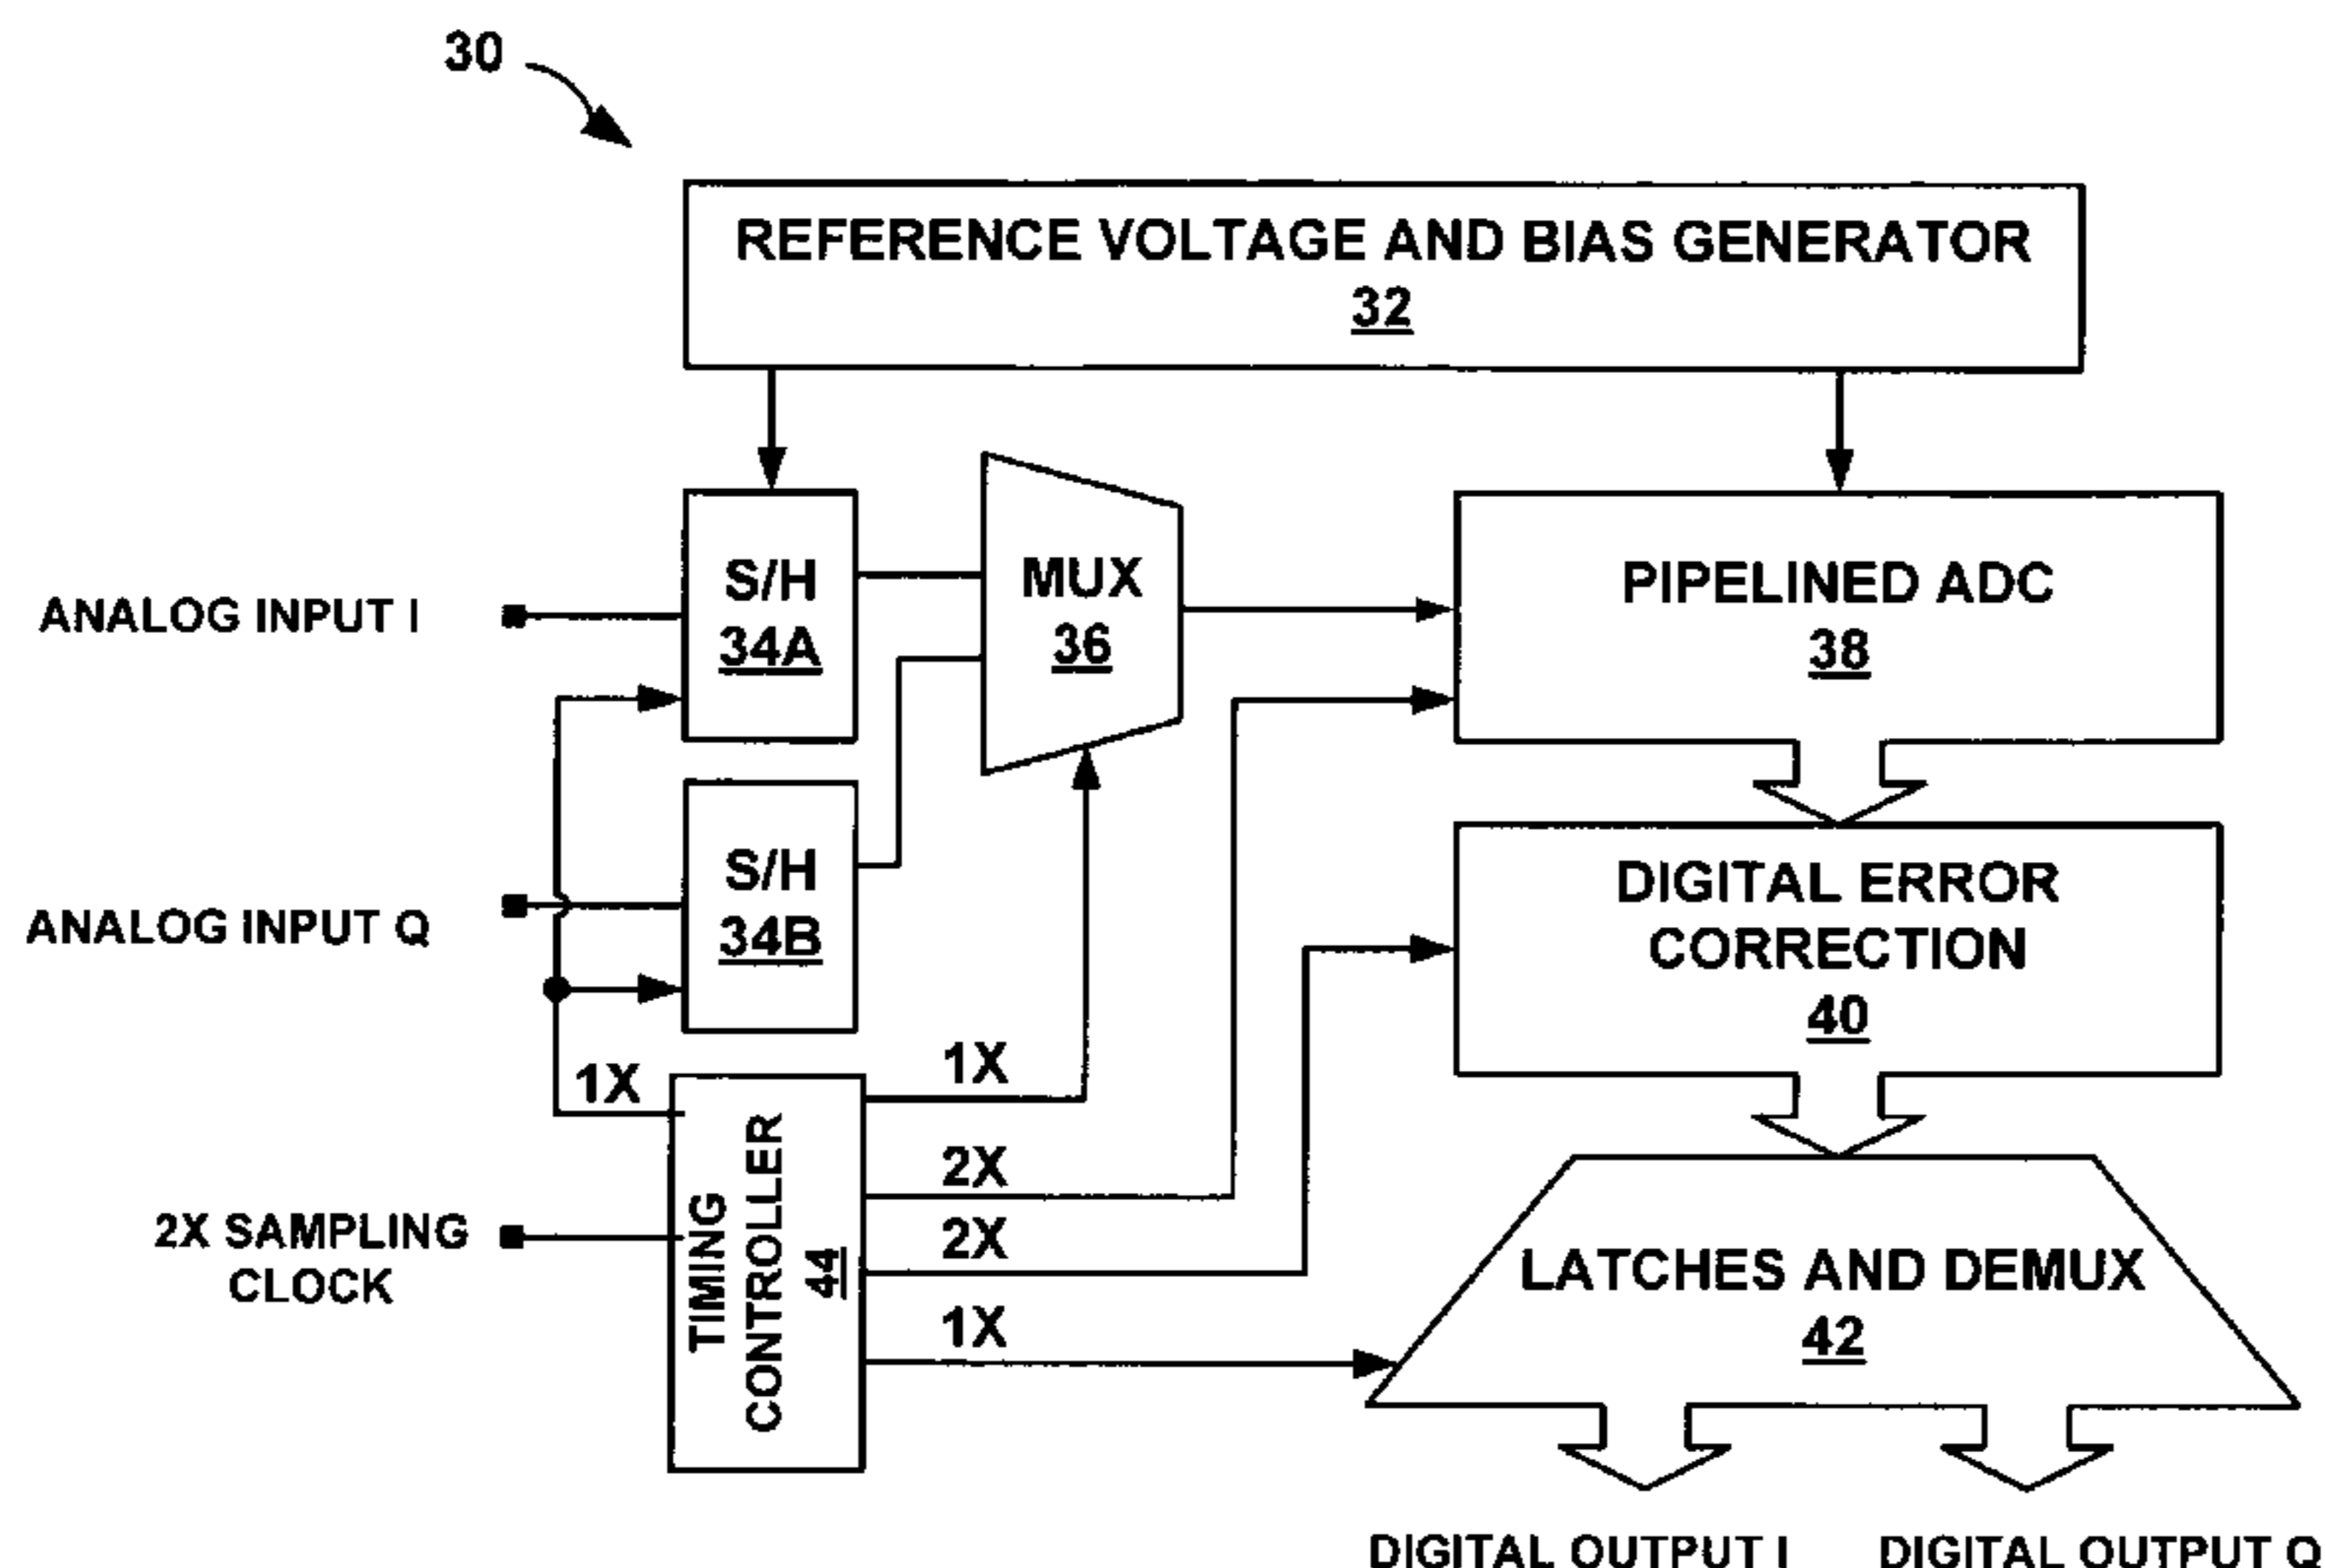 30
REFERENCE VOLTAGE AND BIAS GENERATOR
32
S/H
34A
MUX
36
PIPELINED ADC
38
ANALOG INPUT I
S/H
34B
ANALOG INPUT Q
DIGITAL ERROR
CORRECTION
40
1X
1X
2X
2X
1X
TIMING
CONTROLLER
44
2X SAMPLING
CLOCK
LATCHES AND DEMUX
42
DIGITAL OUTPUT I
DIGITAL OUTPUT Q